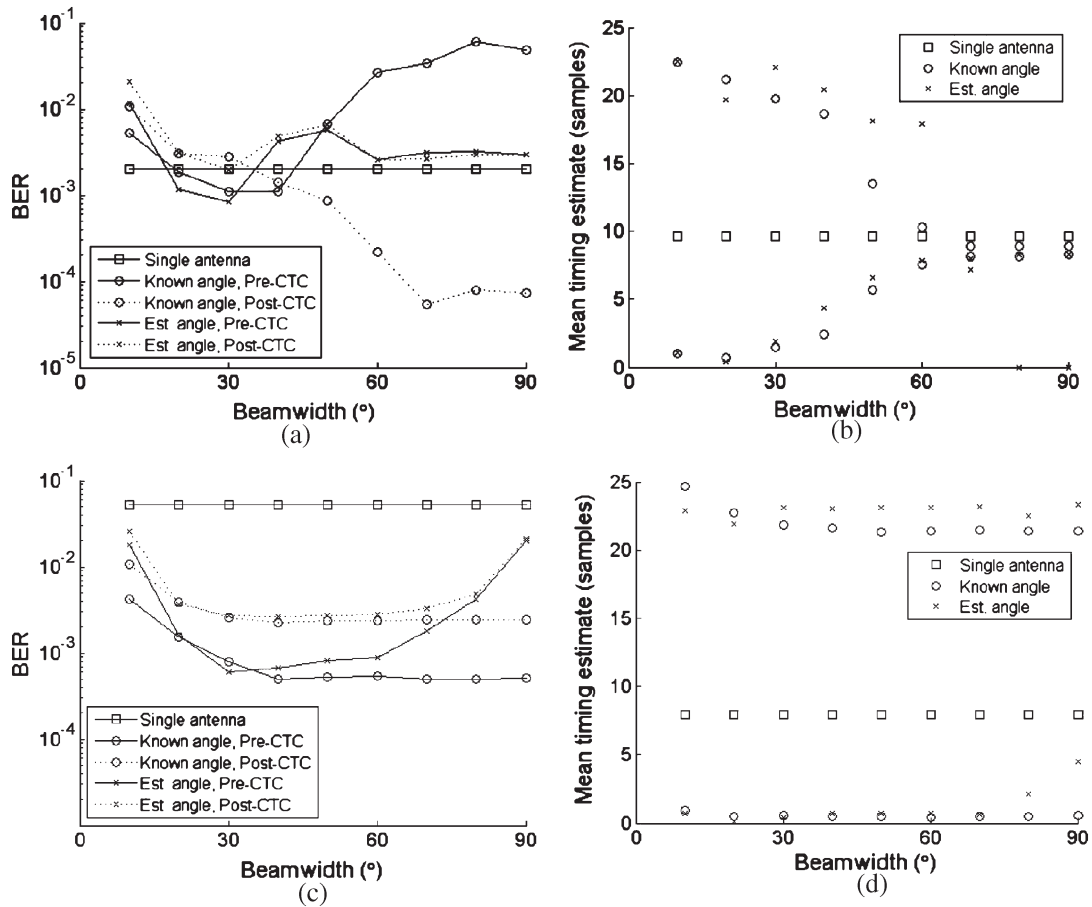 10⁻¹
10⁻²
10⁻³
10⁻⁴
10⁻⁵
BER
Single antenna
Known angle, Pre-CTC
Known angle, Post-CTC
Est angle, Pre-CTC
Est angle, Post-CTC
0 30 60 90
Beamwidth (°)
(a)
25
20
15
10
5
0
Mean timing estimate (samples)
Single antenna
Known angle
Est. angle
0 30 60 90
Beamwidth (°)
(b)
10⁻¹
10⁻²
10⁻³
10⁻⁴
BER
Single antenna
Known angle, Pre-CTC
Known angle, Post-CTC
Est angle, Pre-CTC
Est angle, Post-CTC
0 30 60 90
Beamwidth (°)
(c)
25
20
15
10
5
0
Mean timing estimate (samples)
Single antenna
Known angle
Est. angle
0 30 60 90
Beamwidth (°)
(d)